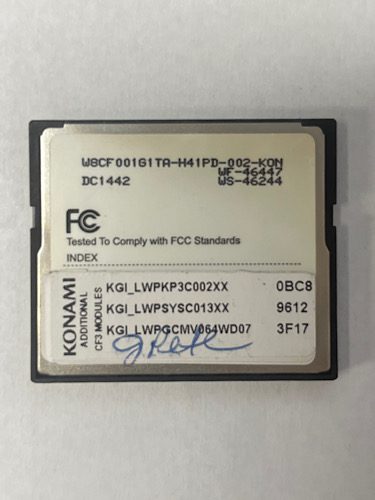 W8CF001G1TA-H41PD-002-KON
WF-46447
DC1442 WS-46244
FC
Tested To Comply with FCC Standards
INDEX
KONAMI
ADDITIONAL
CF3 MODULES
KGI_LWPKP3C002XX 0BC8
KGI_LWPSYSC013XX 9612
KGI_LWPGCMV064WD07 3F17